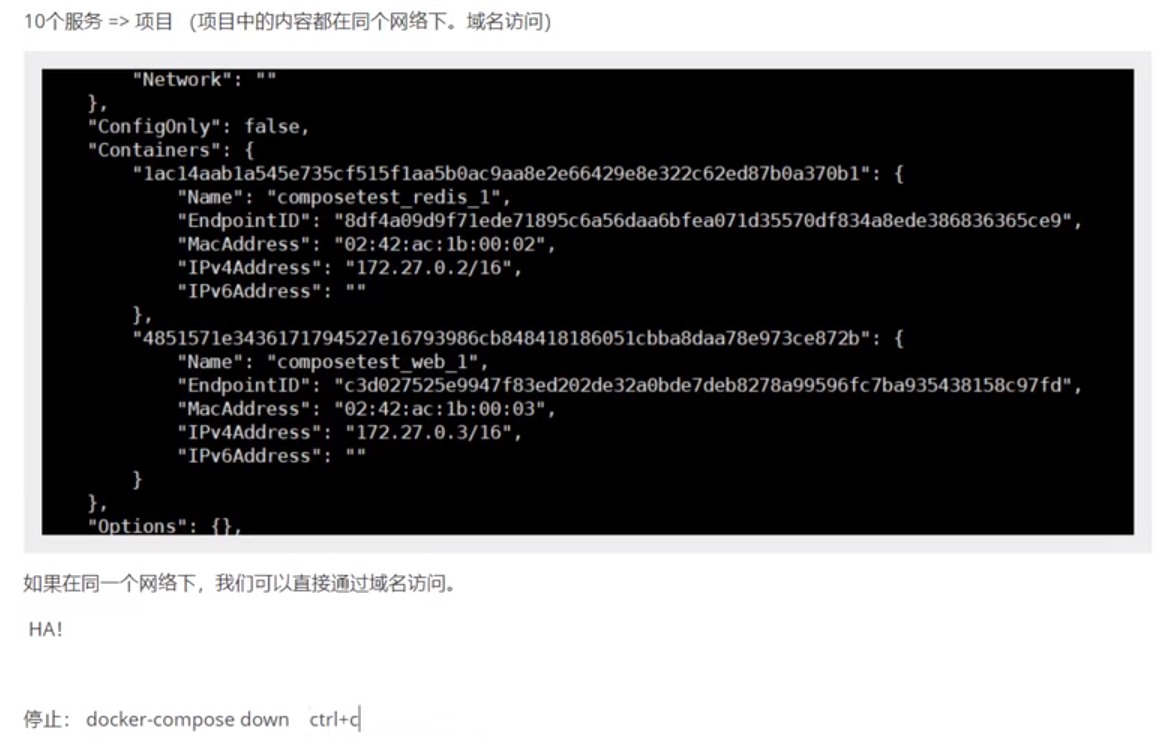 10个服务 => 项目 （项目中的内容都在同个网络下。域名访问）
"Network": ""
},
"ConfigOnly": false,
"Containers": {
"1ac14aab1a545e735cf515f1aa5b0ac9aa8e2e66429e8e322c62ed87b0a370b1": {
"Name": "composetest_redis_1",
"EndpointID": "8df4a09d9f71ede71895c6a56daa6bfea071d35570df834a8ede386836365ce9",
"MacAddress": "02:42:ac:1b:00:02",
"IPv4Address": "172.27.0.2/16",
"IPv6Address": ""
},
"4851571e3436171794527e16793986cb848418186051cbba8daa78e973ce872b": {
"Name": "composetest_web_1",
"EndpointID": "c3d027525e9947f83ed202de32a0bde7deb8278a99596fc7ba935438158c97fd",
"MacAddress": "02:42:ac:1b:00:03",
"IPv4Address": "172.27.0.3/16",
"IPv6Address": ""
}
},
"Options": {},
如果在同一个网络下，我们可以直接通过域名访问。
HA!
停止： docker-compose down ctrl+c